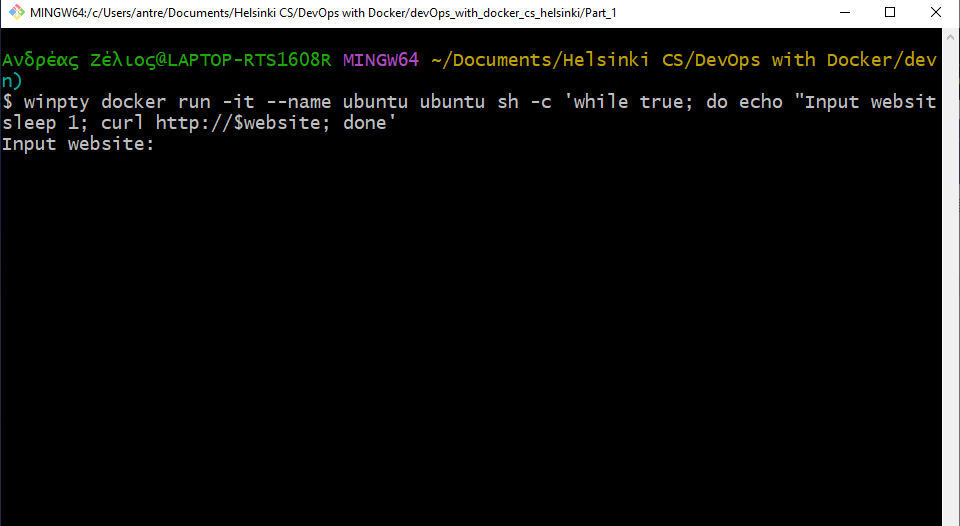 MINGW64:/c/Users/antre/Documents/Helsinki CS/DevOps with Docker/devOps_with_docker_cs_helsinki/Part_1
Ανδρέας Ζέλιος@LAPTOP-RTS1608R MINGW64 ~/Documents/Helsinki CS/DevOps with Docker/dev
n)
$ winpty docker run -it --name ubuntu ubuntu sh -c 'while true; do echo "Input websit
sleep 1; curl http://$website; done'
Input website: